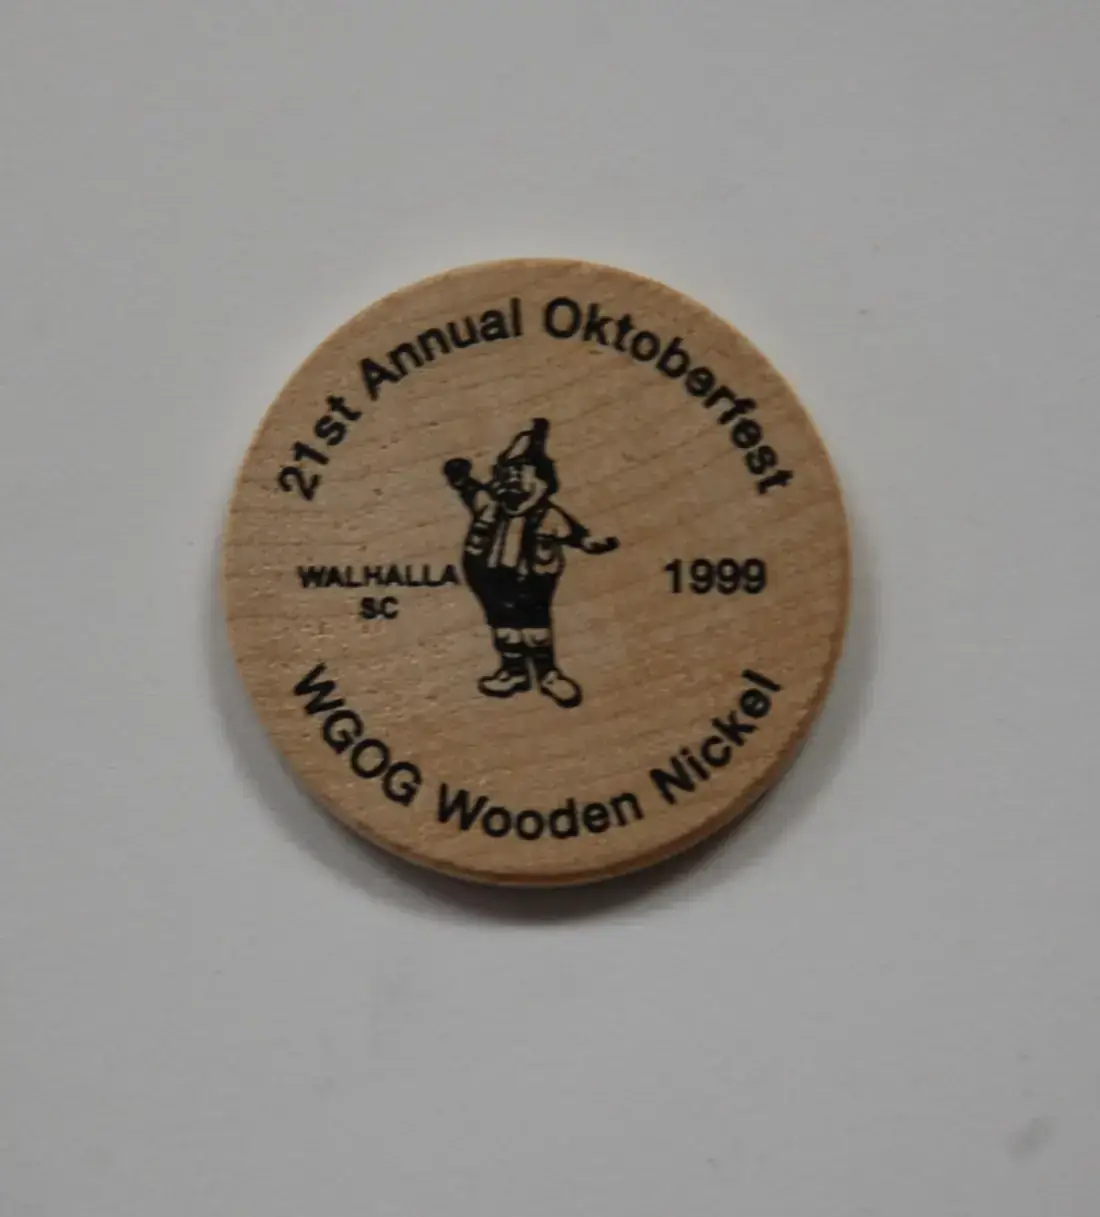 21st Annual Oktoberfest
WALHALLA
SC
1999
WGOG Wooden Nickel